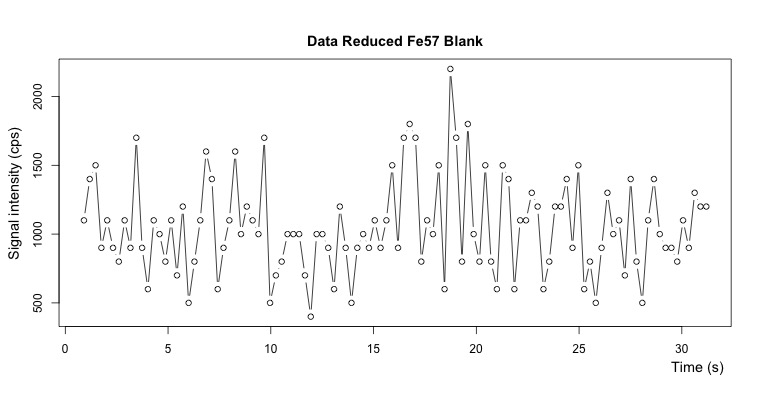 Data Reduced Fe57 Blank
Signal intensity (cps)
2000
1500
1000
500
0 5 10 15 20 25 30
Time (s)